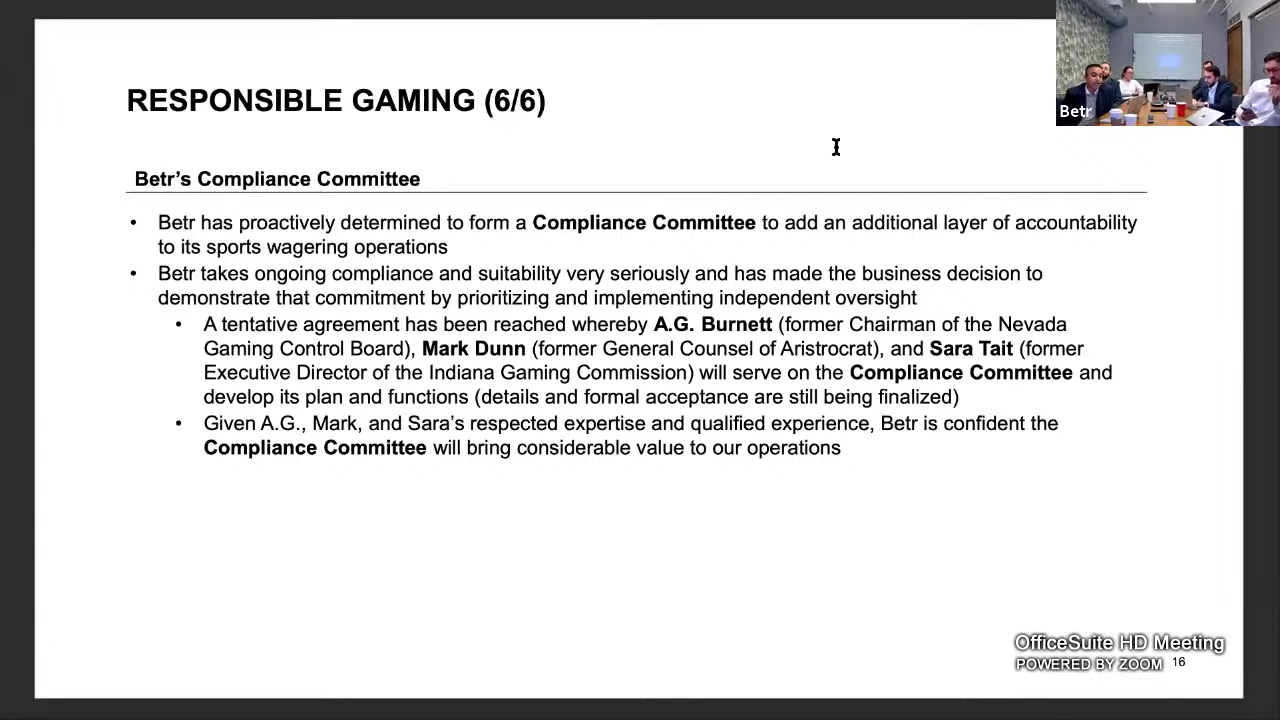 RESPONSIBLE GAMING (6/6)
Betr
Betr’s Compliance Committee
• Betr has proactively determined to form a Compliance Committee to add an additional layer of accountability
to its sports wagering operations
• Betr takes ongoing compliance and suitability very seriously and has made the business decision to
demonstrate that commitment by prioritizing and implementing independent oversight
• A tentative agreement has been reached whereby A.G. Burnett (former Chairman of the Nevada
Gaming Control Board), Mark Dunn (former General Counsel of Aristrocrat), and Sara Tait (former
Executive Director of the Indiana Gaming Commission) will serve on the Compliance Committee and
develop its plan and functions (details and formal acceptance are still being finalized)
• Given A.G., Mark, and Sara’s respected expertise and qualified experience, Betr is confident the
Compliance Committee will bring considerable value to our operations
OfficeSuite HD Meeting
POWERED BY ZOOM 16